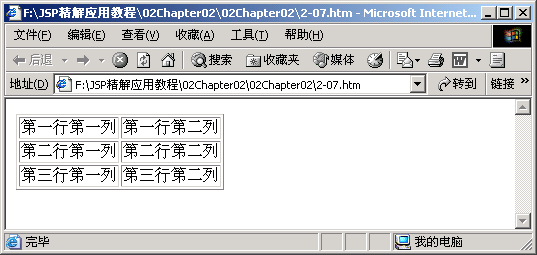 F:\JSP精解应用教程\02Chapter02\02Chapter02\2-07.htm - Microsoft Internet...
文件(F) 编辑(E) 查看(V) 收藏(A) 工具(T) 帮助(H)
后退 搜索 收藏夹 媒体
地址(D) F:\JSP精解应用教程\02Chapter02\02Chapter02\2-07.htm 转到 链接 »
第一行第一列 第一行第二列
第二行第一列 第二行第二列
第三行第一列 第三行第二列
完毕 我的电脑